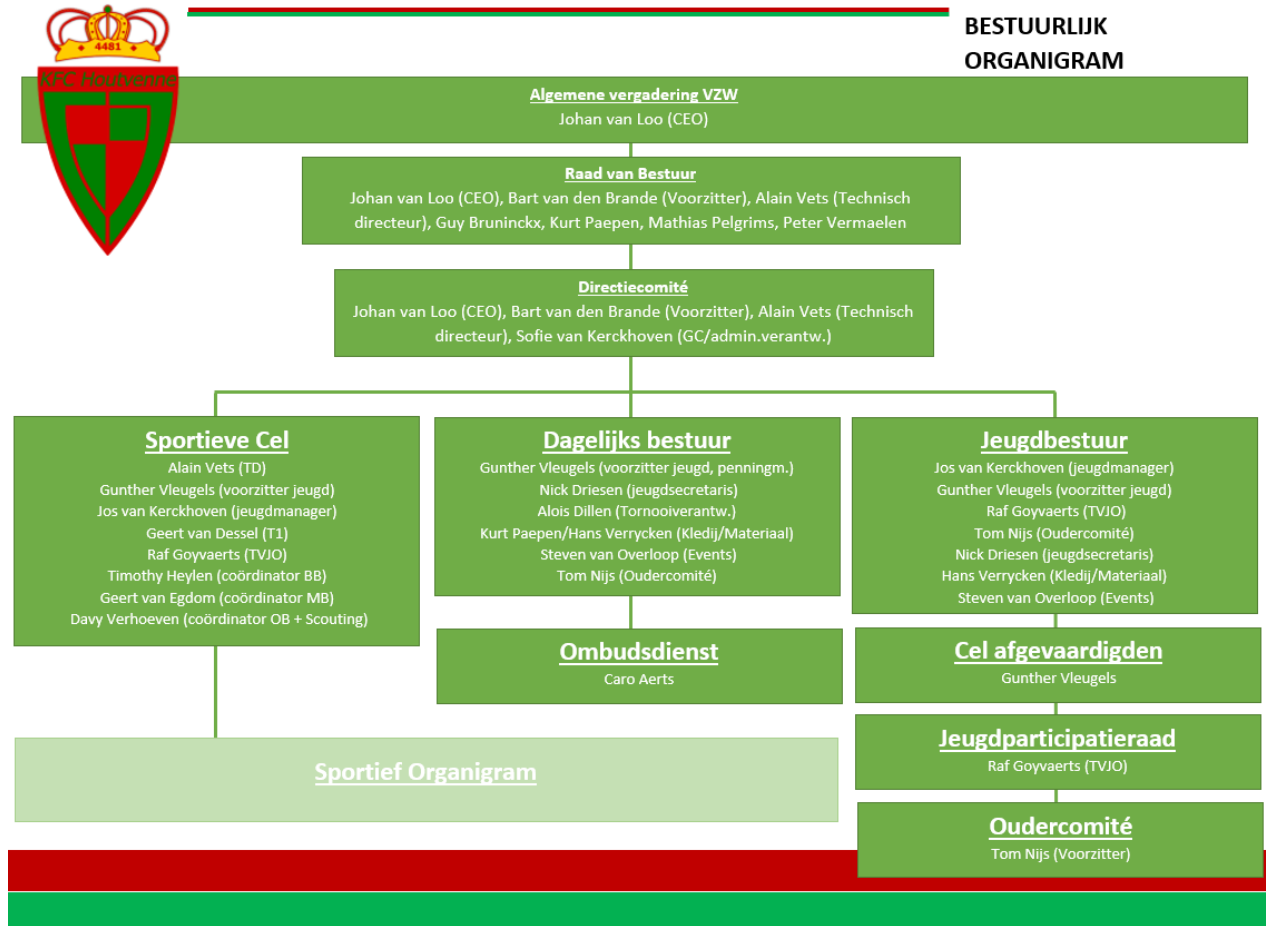 BESTUURLIJK
ORGANIGRAM
4481
KFC Houtvenne
Algemene vergadering VZW
Johan van Loo (CEO)
Raad van Bestuur
Johan van Loo (CEO), Bart van den Brande (Voorzitter), Alain Vets (Technisch
directeur), Guy Bruninckx, Kurt Paepen, Mathias Pelgrims, Peter Vermaelen
Directiecomité
Johan van Loo (CEO), Bart van den Brande (Voorzitter), Alain Vets (Technisch
directeur), Sofie van Kerckhoven (GC/admin.verantw.)
Sportieve Cel
Alain Vets (TD)
Gunther Vleugels (voorzitter jeugd)
Jos van Kerckhoven (jeugdmanager)
Geert van Dessel (T1)
Raf Goyvaerts (TVJO)
Timothy Heylen (coördinator BB)
Geert van Egdom (coördinator MB)
Davy Verhoeven (coördinator OB + Scouting)
Dagelijks bestuur
Gunther Vleugels (voorzitter jeugd, penningm.)
Nick Driesen (jeugdsecretaris)
Alois Dillen (Tornooiverantw.)
Kurt Paepen/Hans Verrycken (Kledij/Materiaal)
Steven van Overloop (Events)
Tom Nijs (Oudercomité)
Jeugdbestuur
Jos van Kerckhoven (jeugdmanager)
Gunther Vleugels (voorzitter jeugd)
Raf Goyvaerts (TVJO)
Tom Nijs (Oudercomité)
Nick Driesen (jeugdsecretaris)
Hans Verrycken (Kledij/Materiaal)
Steven van Overloop (Events)
Ombudsdienst
Caro Aerts
Cel afgevaardigden
Gunther Vleugels
Jeugdparticipatieraad
Raf Goyvaerts (TVJO)
Sportief Organigram
Oudercomité
Tom Nijs (Voorzitter)